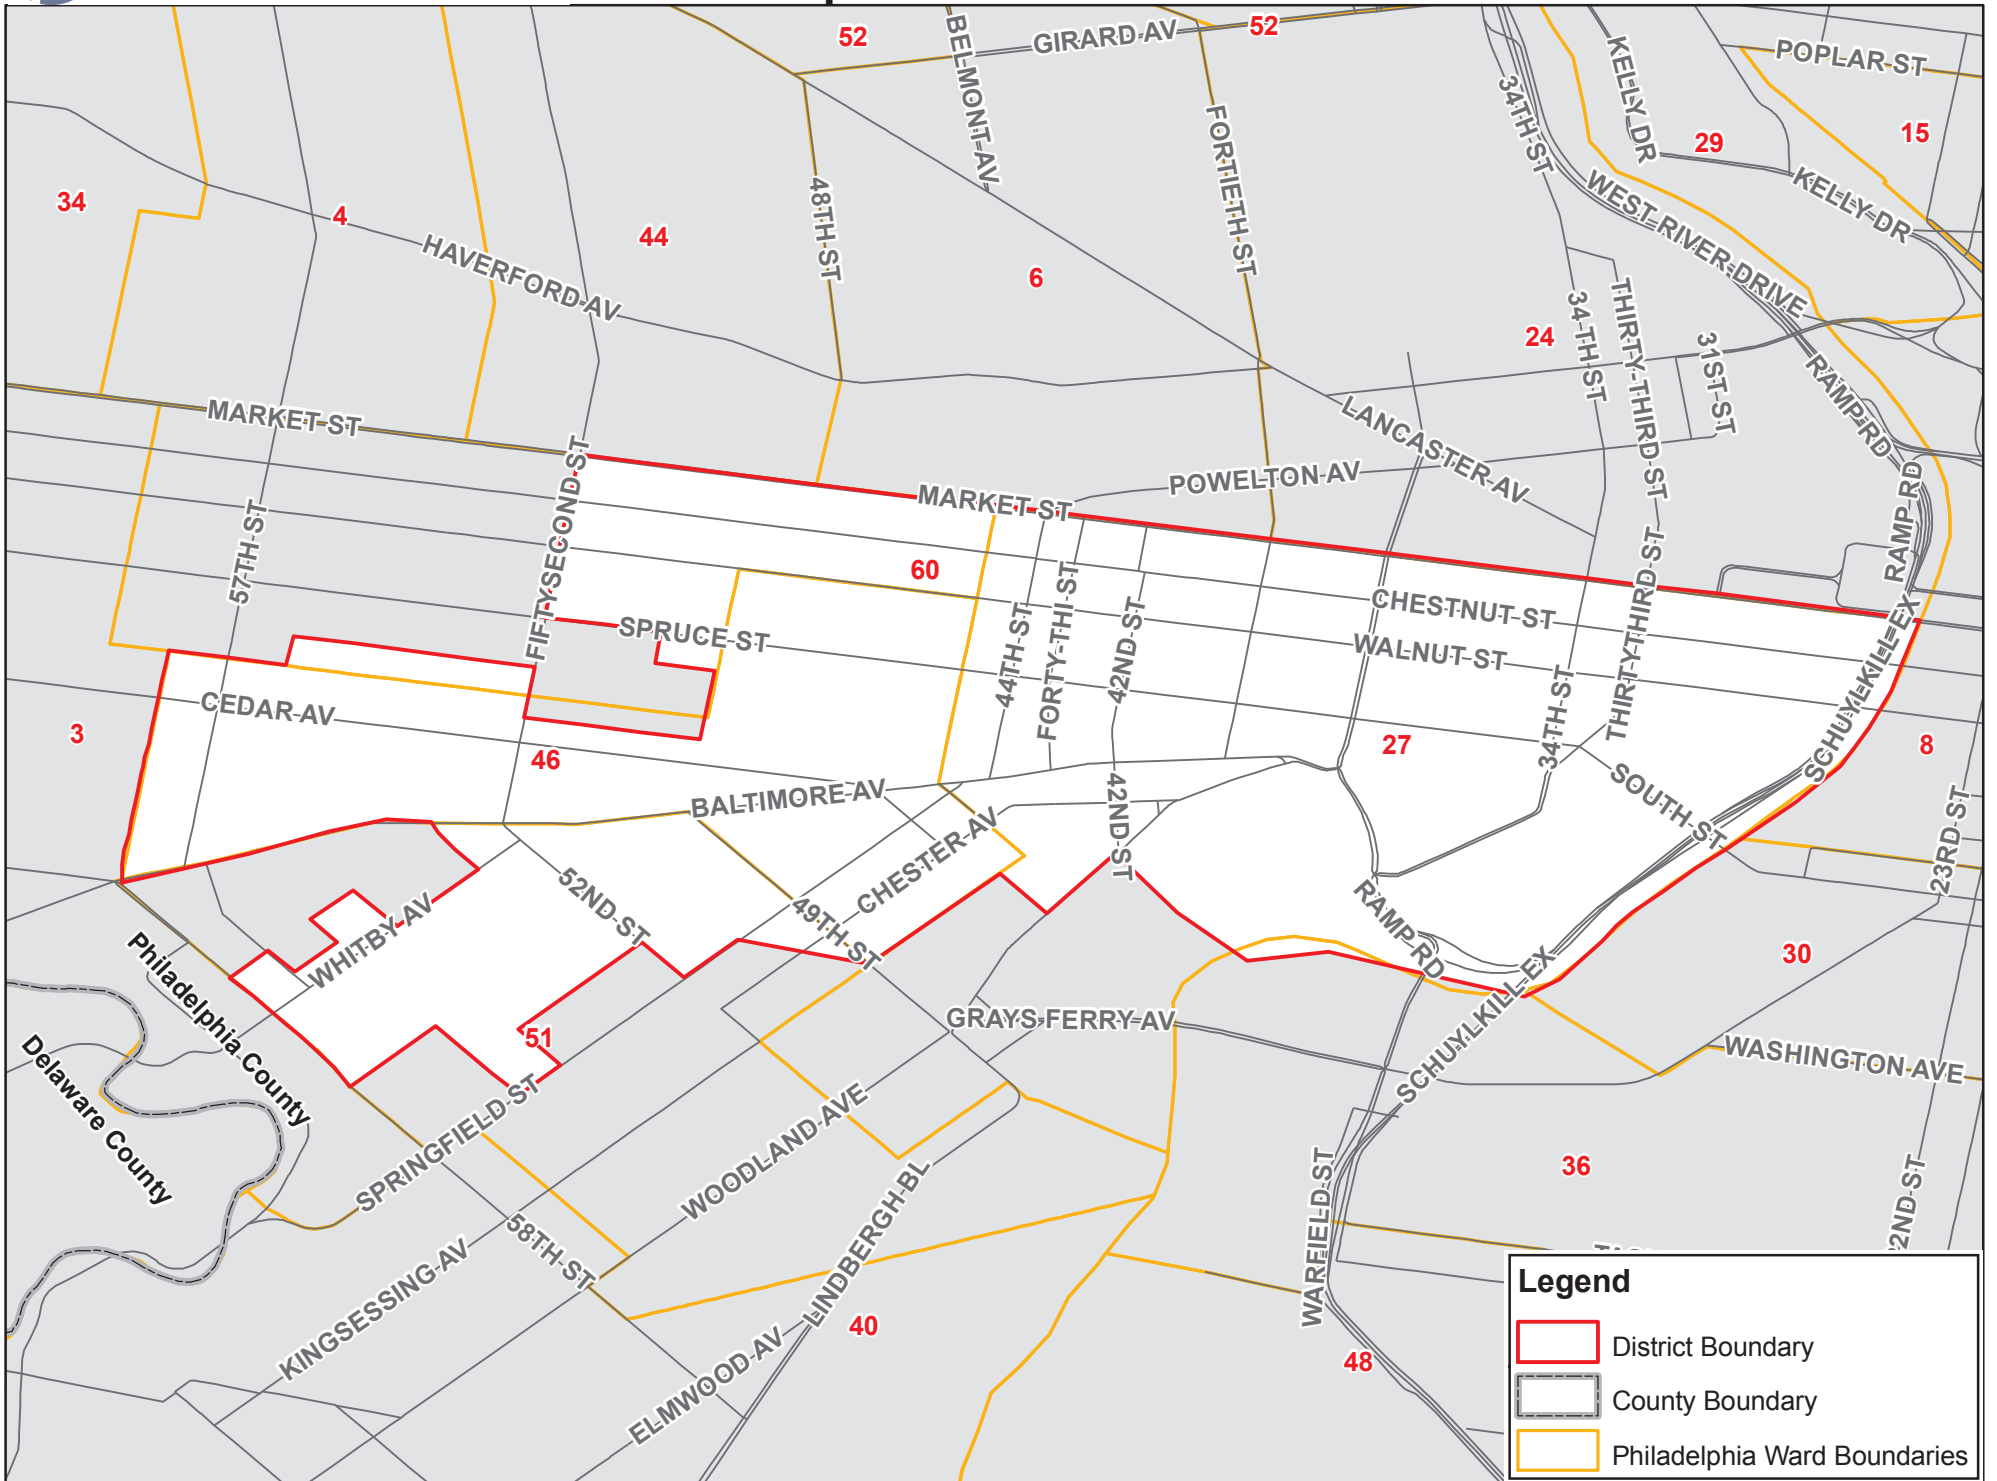 52
GIRARD AV
52
BELMONT AV
KELLY DR
POPLAR ST
34TH ST
29
15
FORTIETH ST
WEST RIVER DRIVE
KELLY DR
34
4
44
48TH ST
HAVERFORD AV
6
24
34 TH ST
THIRTY-THIRD ST
31ST ST
RAMP RD
MARKET ST
LANCASTER AV
POWELTON AV
MARKET ST
RAMP RD
57TH ST
FIFTYSECOND ST
60
SPRUCE ST
44TH ST
FORTY-THI ST
42ND ST
CHESTNUT ST
WALNUT ST
THIRTY-THIRD ST
34TH ST
SCHUYLKILL EX
CEDAR AV
3
46
27
8
BALTIMORE AV
42ND ST
SOUTH ST
CHESTER AV
23RD ST
52ND ST
49TH ST
WHITBY AV
RAMP RD
30
Philadelphia County
Delaware County
51
GRAYS FERRY AV
SCHUYLKILL EX
WASHINGTON AVE
SPRINGFIELD ST
WOODLAND AVE
36
WARFIELD ST
58TH ST
LINDBERGH BL
KINGSESSING AV
ELMWOOD AV
40
48
2ND ST
Legend
District Boundary
County Boundary
Philadelphia Ward Boundaries